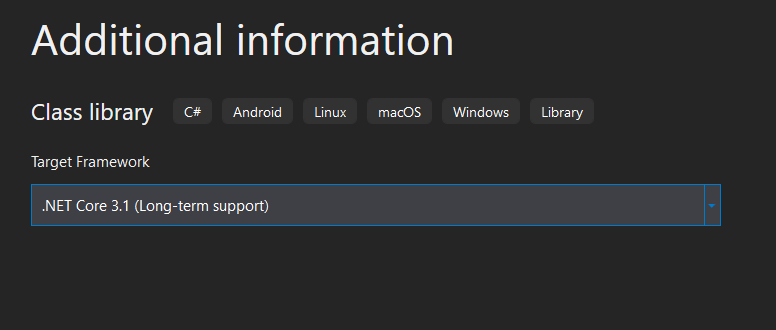 Additional information
Class library C# Android Linux macOS Windows Library
Target Framework
.NET Core 3.1 (Long-term support)